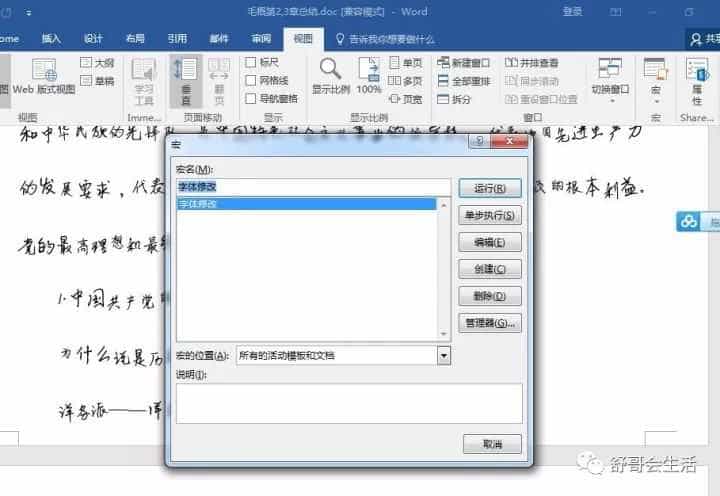 毛概第2,3章总结.doc [兼容模式] - Word
登录
ome 插入 设计 布局 引用 邮件 审阅 视图 告诉我你想要做什么 共享
图 Web 版式视图 大纲 草稿
学习工具
垂直 翻页
标尺 网格线 导航窗格
显示比例 100% 单页 多页 页宽
新建窗口 全部重排 拆分
并排查看 同步滚动 重设窗口位置
切换窗口 宏 属性
视图 Imme... 页面移动 显示 显示比例 窗口 宏 Share...
和中华民族的先锋队
先进生产力
的发展要求，代表
的根本利益。
党的最高理想和最终
1.中国共产党的
为什么说是历
洋务派——洋
宏
宏名(M):
字体修改
字体修改
运行(R)
单步执行(S)
编辑(E)
创建(C)
删除(D)
管理器(G)...
宏的位置(A): 所有的活动模板和文档
说明(I):
取消
舒哥会生活